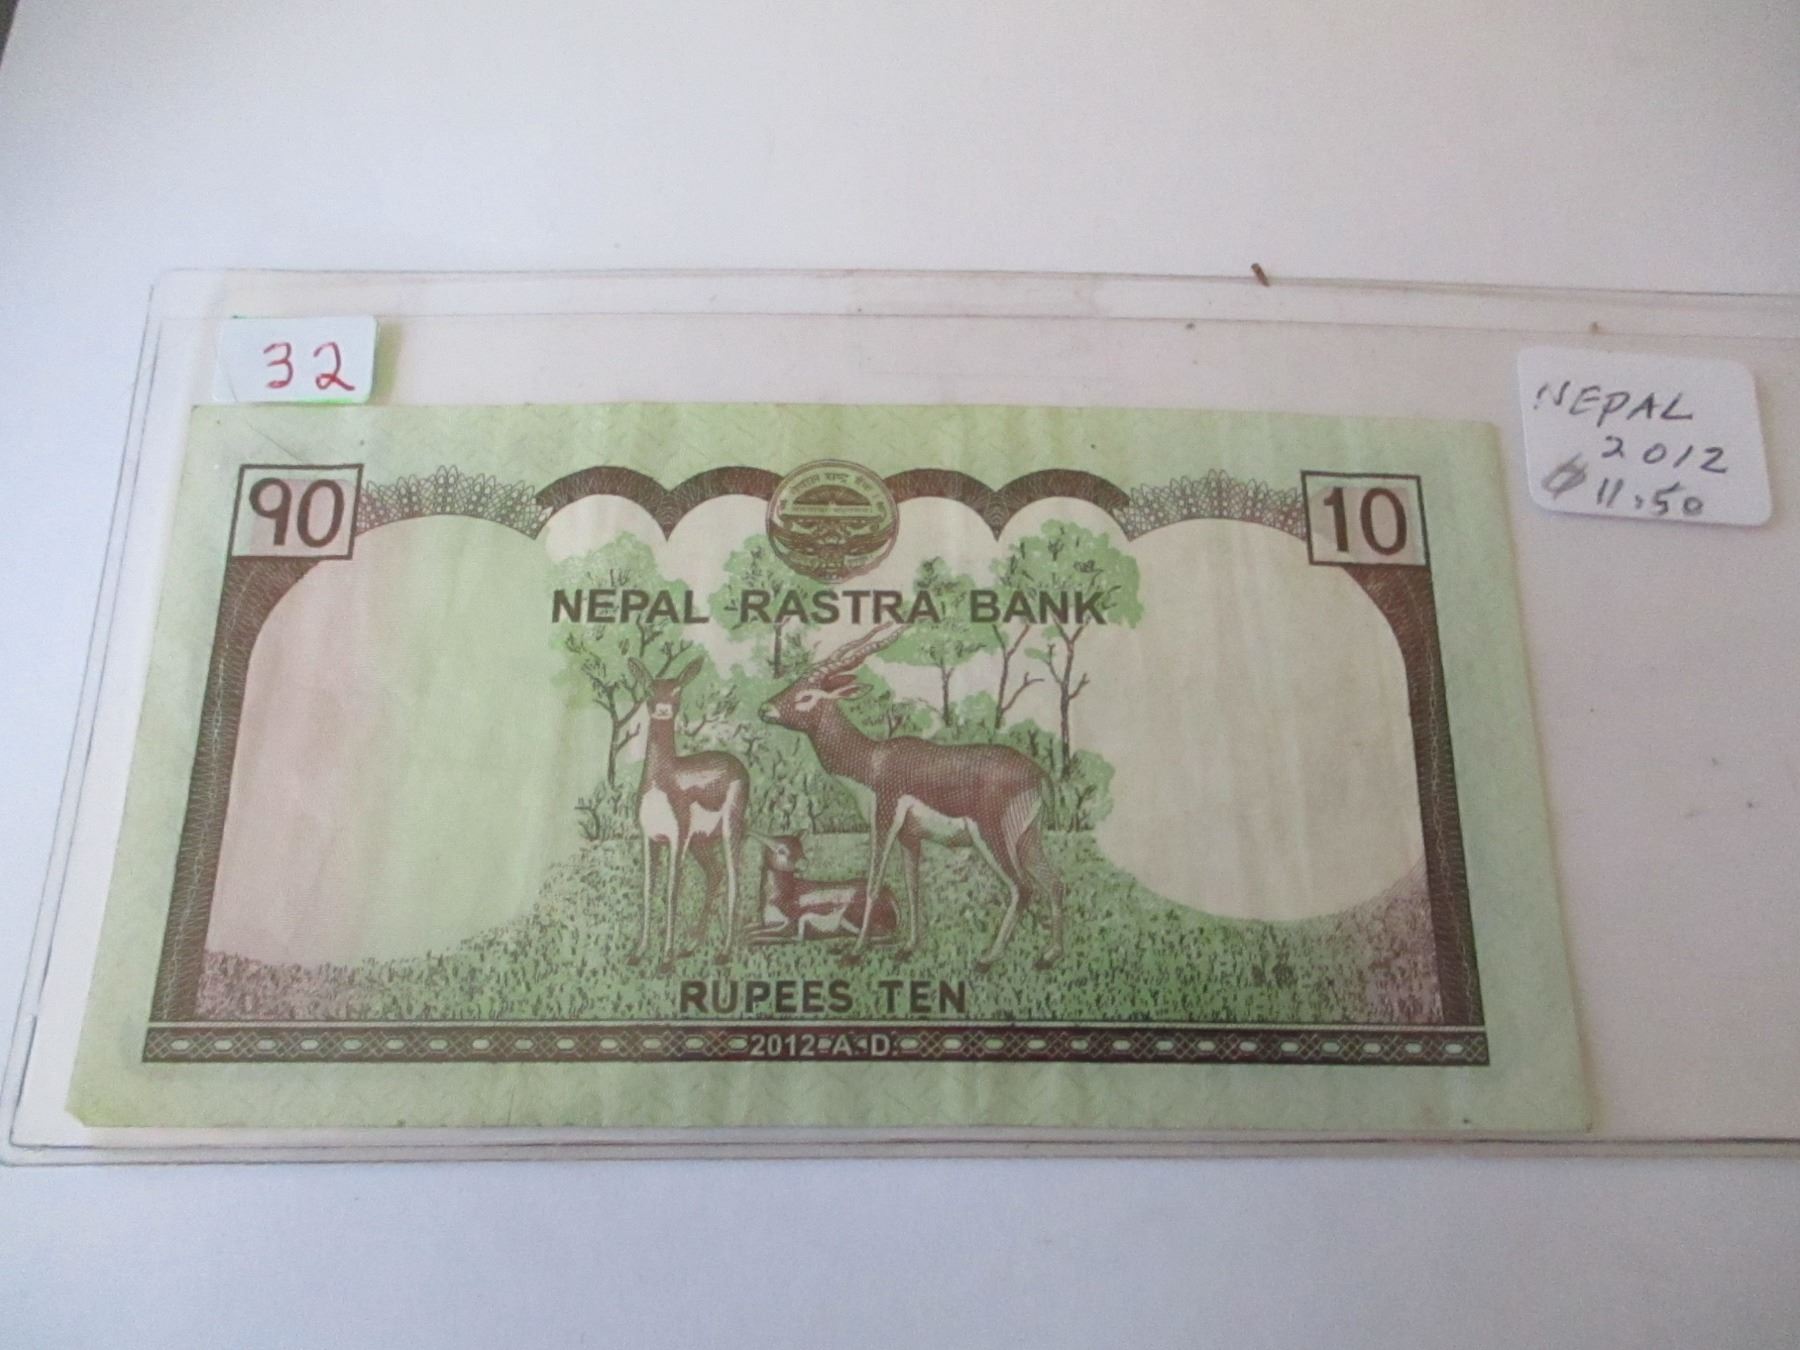 32
NEPAL
2012
11.50
१० 10
NEPAL RASTRA BANK
RUPEES TEN
2012 A.D.